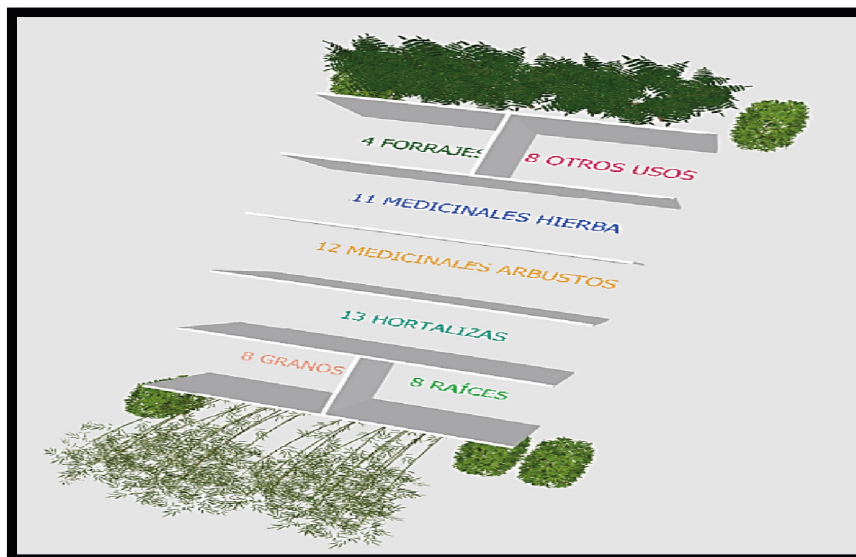 4 FORRAJES
8 OTROS USOS
11 MEDICINALES HIERBA
12 MEDICINALES ARBUSTOS
13 HORTALIZAS
8 GRANOS
8 RAÍCES